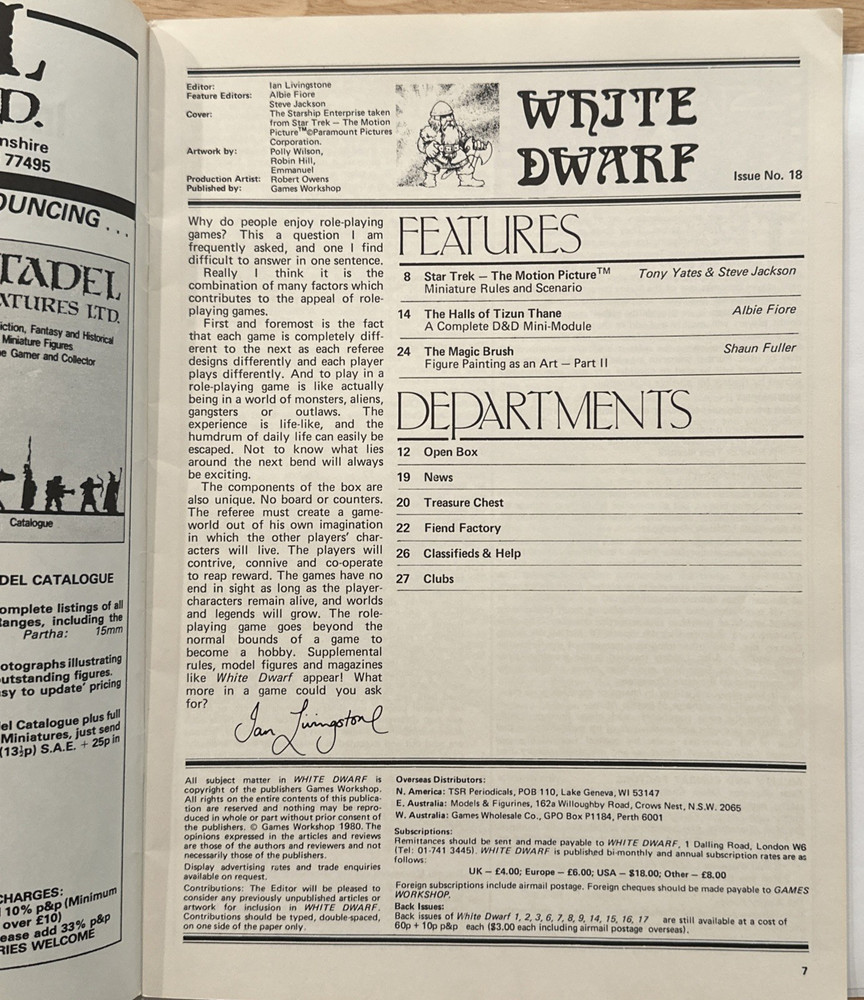 L
D.
nshire
77495
OUNCING . . .
TADEL
ATURES LTD.
iction, Fantasy and Historical
Miniature Figures
e Gamer and Collector
Catalogue
DEL CATALOGUE
omplete listings of all
Ranges, including the
Partha: 15mm
otographs illustrating
outstanding figures.
sy to update' pricing
el Catalogue plus full
Miniatures, just send
(13½p) S.A.E. + 25p in
CHARGES:
10% p&p (Minimum
over £10)
ease add 33% p&p
RIES WELCOME
Editor: Ian Livingstone
Feature Editors: Albie Fiore
Steve Jackson
Cover: The Starship Enterprise taken
from Star Trek — The Motion
Picture™©Paramount Pictures
Corporation.
Artwork by: Polly Wilson,
Robin Hill,
Emmanuel
Production Artist: Robert Owens
Published by: Games Workshop
WHITE
DWARF
Issue No. 18
Why do people enjoy role-playing
games? This a question I am
frequently asked, and one I find
difficult to answer in one sentence.
Really I think it is the
combination of many factors which
contributes to the appeal of role-
playing games.
First and foremost is the fact
that each game is completely diff-
erent to the next as each referee
designs differently and each player
plays differently. And to play in a
role-playing game is like actually
being in a world of monsters, aliens,
gangsters or outlaws. The
experience is life-like, and the
humdrum of daily life can easily be
escaped. Not to know what lies
around the next bend will always
be exciting.
The components of the box are
also unique. No board or counters.
The referee must create a game-
world out of his own imagination
in which the other players' char-
acters will live. The players will
contrive, connive and co-operate
to reap reward. The games have no
end in sight as long as the player-
characters remain alive, and worlds
and legends will grow. The role-
playing game goes beyond the
normal bounds of a game to
become a hobby. Supplemental
rules, model figures and magazines
like White Dwarf appear! What
more in a game could you ask
for?
Ian Livingstone
FEATURES
8 Star Trek — The Motion Picture™ Tony Yates & Steve Jackson
Miniature Rules and Scenario
14 The Halls of Tizun Thane Albie Fiore
A Complete D&D Mini-Module
24 The Magic Brush Shaun Fuller
Figure Painting as an Art — Part II
DEPARTMENTS
12 Open Box
19 News
20 Treasure Chest
22 Fiend Factory
26 Classifieds & Help
27 Clubs
All subject matter in WHITE DWARF is
copyright of the publishers Games Workshop.
All rights on the entire contents of this publica-
tion are reserved and nothing may be repro-
duced in whole or part without prior consent of
the publishers. © Games Workshop 1980. The
opinions expressed in the articles and reviews
are those of the authors and reviewers and not
necessarily those of the publishers.
Display advertising rates and trade enquiries
available on request.
Contributions: The Editor will be pleased to
consider any previously unpublished articles or
artwork for inclusion in WHITE DWARF.
Contributions should be typed, double-spaced,
on one side of the paper only.
Overseas Distributors:
N. America: TSR Periodicals, POB 110, Lake Geneva, WI 53147
E. Australia: Models & Figurines, 162a Willoughby Road, Crows Nest, N.S.W. 2065
W. Australia: Games Wholesale Co., GPO Box P1184, Perth 6001
Subscriptions:
Remittances should be sent and made payable to WHITE DWARF, 1 Dalling Road, London W6
(Tel: 01-741 3445). WHITE DWARF is published bi-monthly and annual subscription rates are as
follows:
UK — £4.00; Europe — £6.00; USA — $18.00; Other — £8.00
Foreign subscriptions include airmail postage. Foreign cheques should be made payable to GAMES
WORKSHOP.
Back Issues:
Back issues of White Dwarf 1, 2, 3, 6, 7, 8, 9, 14, 15, 16, 17 are still available at a cost of
60p + 10p p&p each ($3.00 each including airmail postage overseas).
7